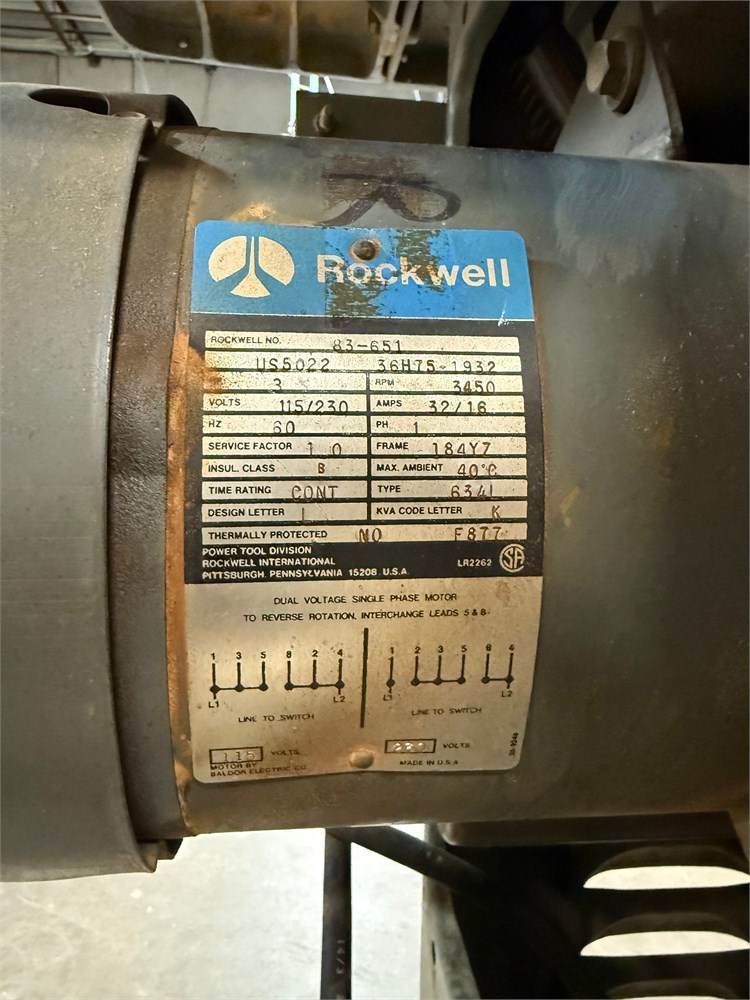 R
Rockwell
ROCKWELL NO. 83-651
US5022 36H75-1932
3 RPM 3450
VOLTS 115/230 AMPS 32/16
HZ 60 PH 1
SERVICE FACTOR 1.0 FRAME 184Y7
INSUL. CLASS B MAX. AMBIENT 40°C
TIME RATING CONT TYPE 634L
DESIGN LETTER L KVA CODE LETTER K
THERMALLY PROTECTED NO F877
POWER TOOL DIVISION
ROCKWELL INTERNATIONAL LR2262 SA
PITTSBURGH, PENNSYLVANIA 15208 U.S.A.
DUAL VOLTAGE SINGLE PHASE MOTOR
TO REVERSE ROTATION, INTERCHANGE LEADS 5 & 8
1 3 5 8 2 4 1 2 3 5 8 4
L1 L2 L1 L2
LINE TO SWITCH LINE TO SWITCH
115 VOLTS 230 VOLTS
MOTOR BY
BALDOR ELECTRIC CO. MADE IN U.S.A.
14/3